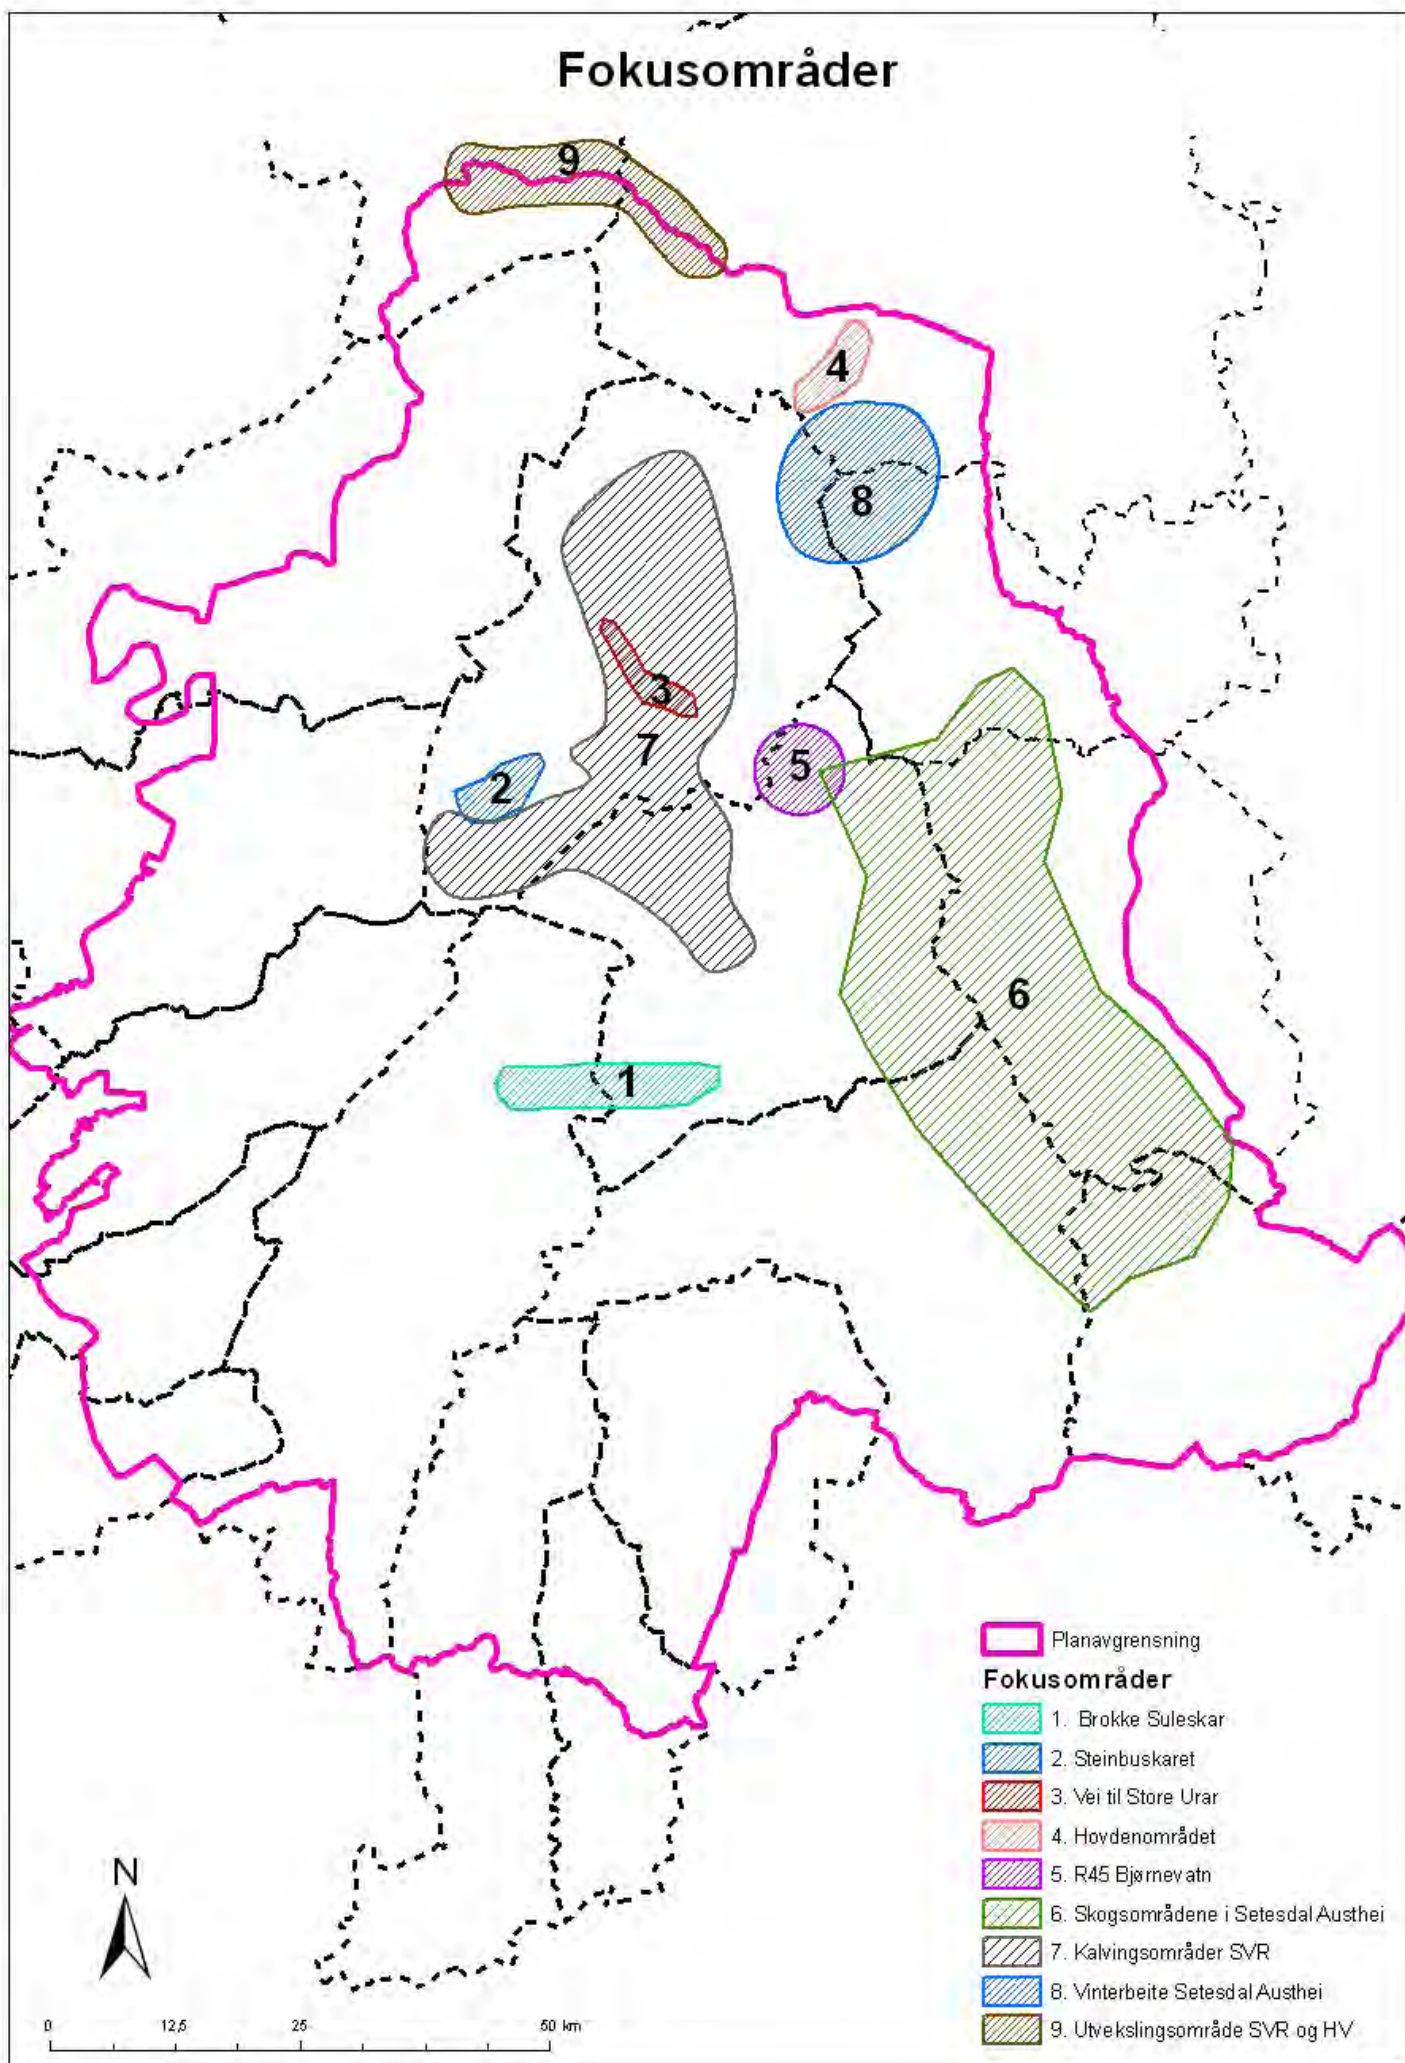 Fokusområder
9
4
8
3
7
5
2
6
1
Planavgrensning
Fokusområder
1. Brokke Suleskar
2. Steinbuskaret
3. Vei til Store Urar
4. Hovdenområdet
5. R45 Bjørnevatn
6. Skogsområdene i Setesdal Austhei
7. Kalvingsområder SVR
8. Vinterbeite Setesdal Austhei
9. Utvekslingsområde SVR og HV
N
0 12,5 25 50 km